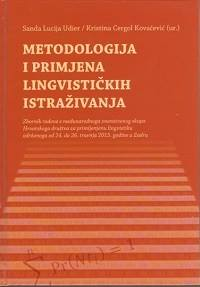 Sanda Lucija Udier / Kristina Cergol Kovačević (ur.)
METODOLOGIJA
I PRIMJENA
LINGVISTIČKIH
ISTRAŽIVANJA
Zbornik radova s međunarodnoga znanstvenog skupa
Hrvatskoga društva za primijenjenu lingvistiku
održanoga od 24. do 26. travnja 2015. godine u Zadru